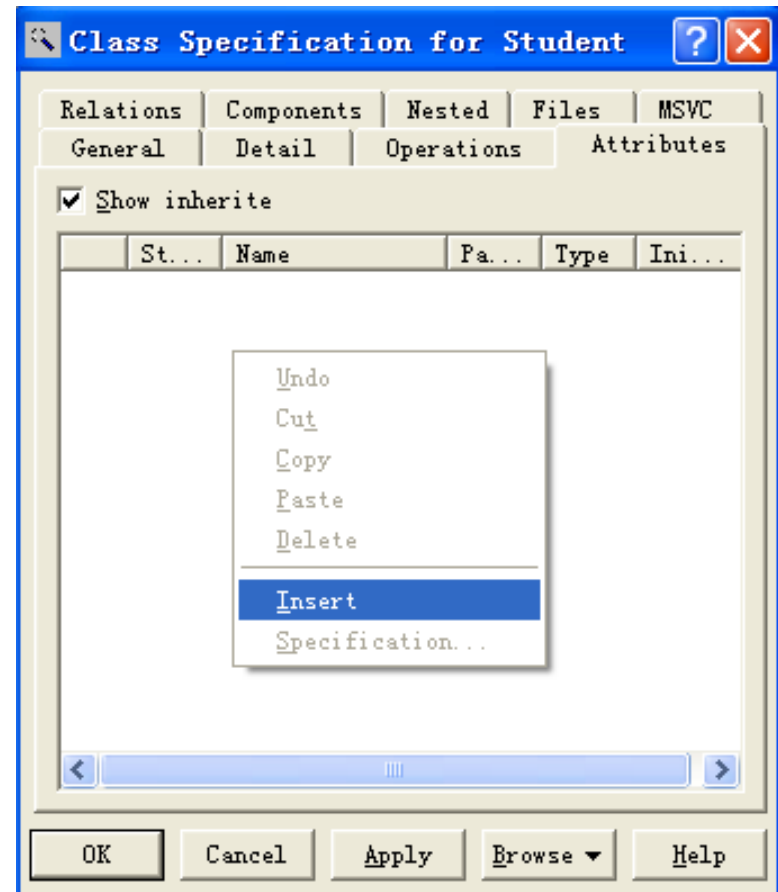 Class Specification for Student
Relations Components Nested Files MSVC
General Detail Operations Attributes
Show inherite
St... Name Pa... Type Ini...
Undo
Cut
Copy
Paste
Delete
Insert
Specification...
OK Cancel Apply Browse Help